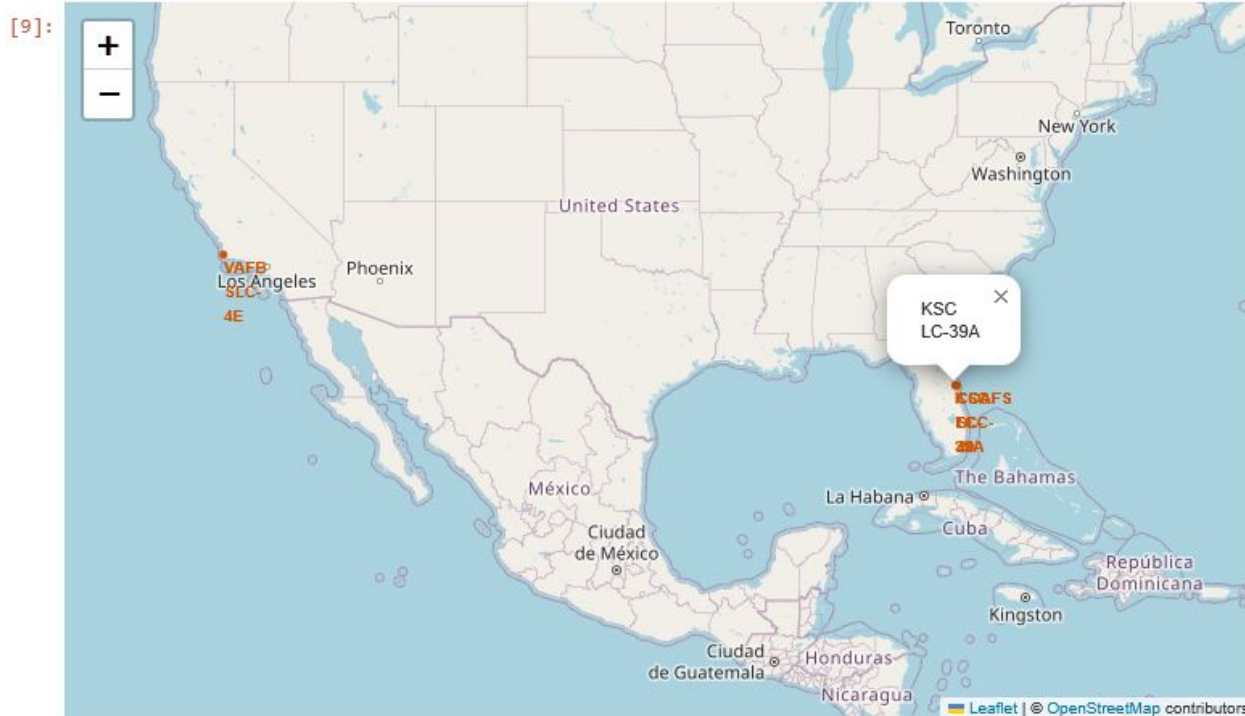 [9]:
+
−
Toronto
New York
Washington
United States
VAFB
Los Angeles
SLC-
4E
Phoenix
×
KSC
LC-39A
The Bahamas
La Habana
Cuba
México
Ciudad
de México
República
Dominicana
Kingston
Ciudad
de Guatemala
Honduras
Nicaragua
Leaflet | © OpenStreetMap contributors